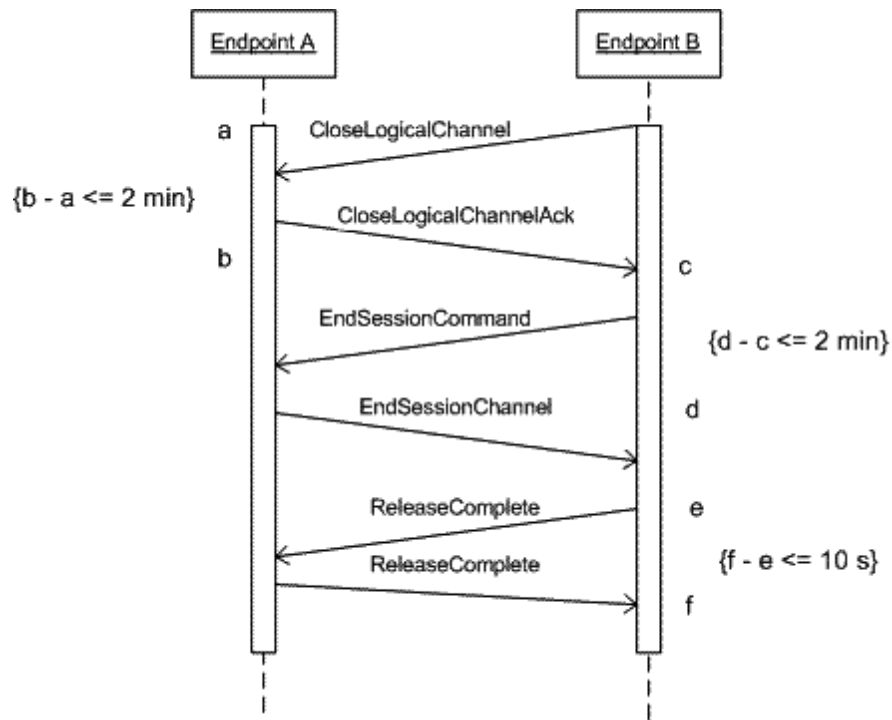 Endpoint A
Endpoint B
a
CloseLogicalChannel
{b - a <= 2 min}
CloseLogicalChannelAck
b
c
EndSessionCommand
{d - c <= 2 min}
EndSessionChannel
d
ReleaseComplete
e
ReleaseComplete
{f - e <= 10 s}
f